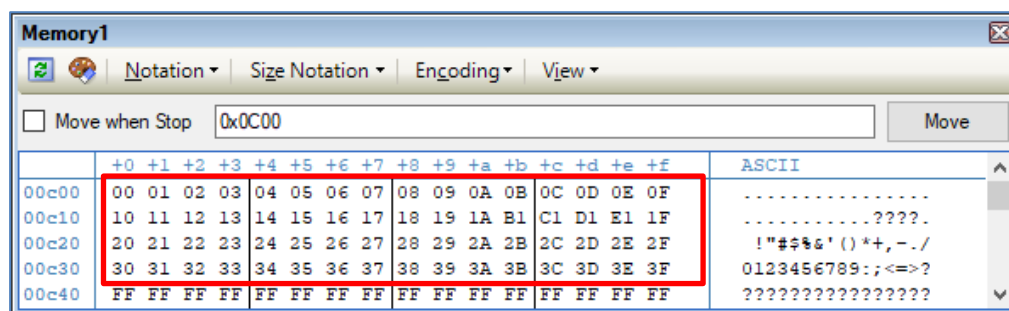 Memory1
Notation Size Notation Encoding View
Move when Stop 0x0C00 Move
+0 +1 +2 +3 +4 +5 +6 +7 +8 +9 +a +b +c +d +e +f ASCII
00c00 00 01 02 03 04 05 06 07 08 09 0A 0B 0C 0D 0E 0F ................
00c10 10 11 12 13 14 15 16 17 18 19 1A B1 C1 D1 E1 1F ...........????.
00c20 20 21 22 23 24 25 26 27 28 29 2A 2B 2C 2D 2E 2F !"#$%&'()*+,-./
00c30 30 31 32 33 34 35 36 37 38 39 3A 3B 3C 3D 3E 3F 0123456789:;<=>?
00c40 FF FF FF FF FF FF FF FF FF FF FF FF FF FF FF FF ????????????????